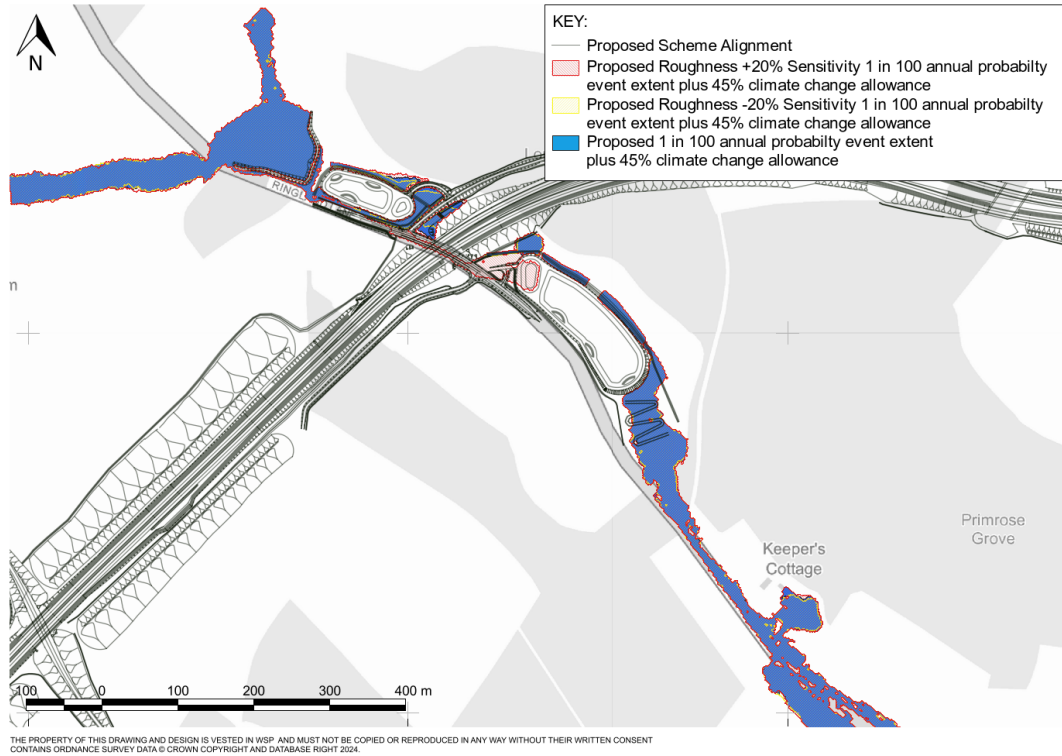 N
KEY:
Proposed Scheme Alignment
Proposed Roughness +20% Sensitivity 1 in 100 annual probabilty
event extent plus 45% climate change allowance
Proposed Roughness -20% Sensitivity 1 in 100 annual probabilty
event extent plus 45% climate change allowance
Proposed 1 in 100 annual probabilty event extent
plus 45% climate change allowance
m
Primrose
Grove
Keeper's
Cottage
100 0 100 200 300 400 m
THE PROPERTY OF THIS DRAWING AND DESIGN IS VESTED IN WSP AND MUST NOT BE COPIED OR REPRODUCED IN ANY WAY WITHOUT THEIR WRITTEN CONSENT
CONTAINS ORDNANCE SURVEY DATA © CROWN COPYRIGHT AND DATABASE RIGHT 2024.